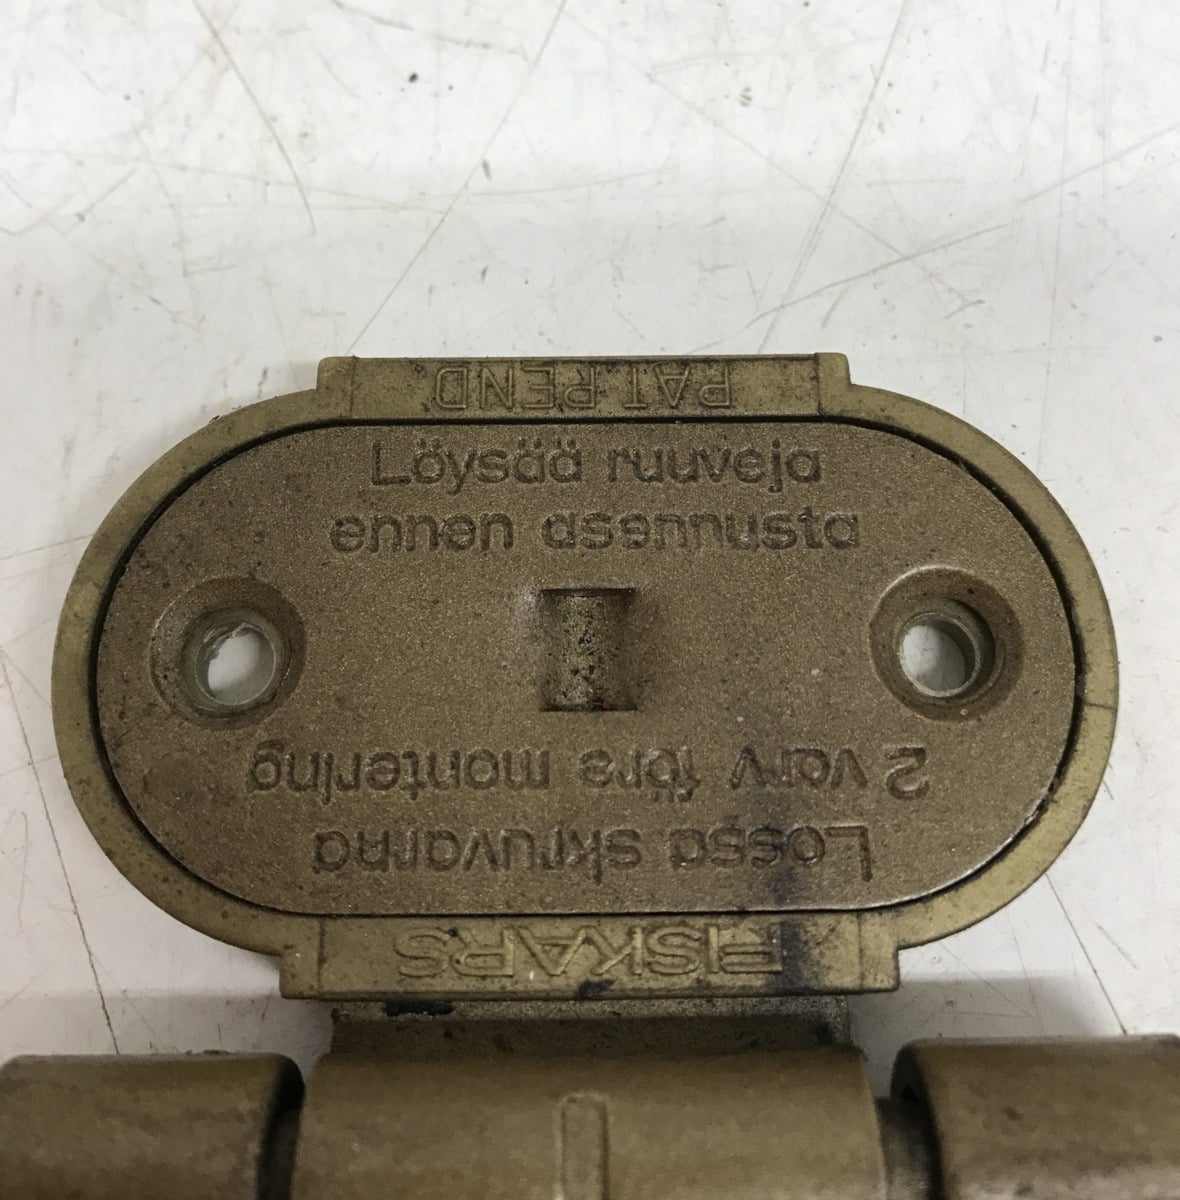 PAT. PEND
Löysää ruuveja
ennen asennusta
Lossa skruvarna
2 varv före montering
FISKARS